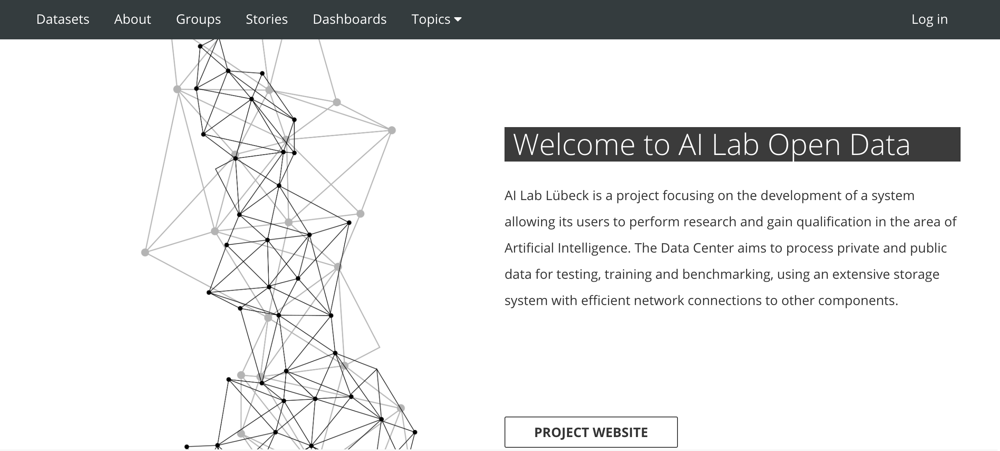 Datasets About Groups Stories Dashboards Topics Log in
Welcome to AI Lab Open Data
AI Lab Lübeck is a project focusing on the development of a system
allowing its users to perform research and gain qualification in the area of
Artificial Intelligence. The Data Center aims to process private and public
data for testing, training and benchmarking, using an extensive storage
system with efficient network connections to other components.
PROJECT WEBSITE